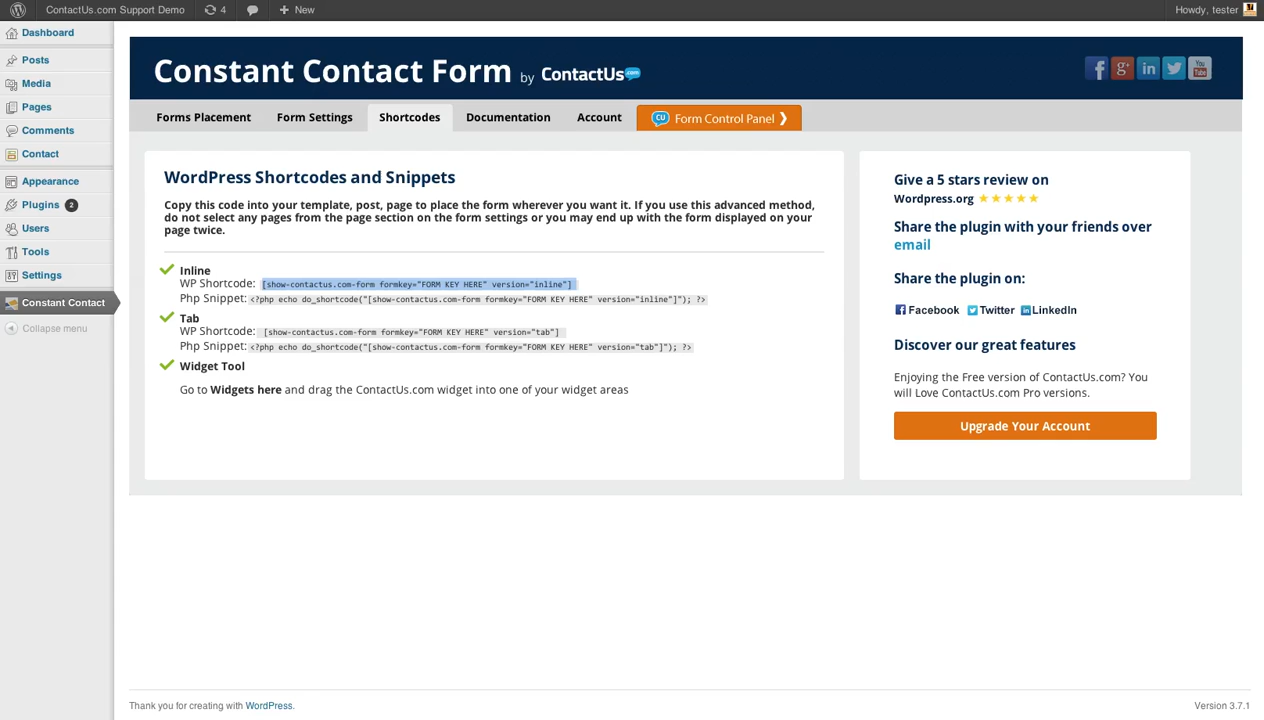 ContactUs.com Support Demo 4 + New Howdy, tester
Dashboard
Posts
Media
Pages
Comments
Contact
Appearance
Plugins 2
Users
Tools
Settings
Constant Contact
Collapse menu
Constant Contact Form by ContactUs.com
Forms Placement Form Settings Shortcodes Documentation Account CU Form Control Panel ❯
WordPress Shortcodes and Snippets
Copy this code into your template, post, page to place the form wherever you want it. If you use this advanced method,
do not select any pages from the page section on the form settings or you may end up with the form displayed on your
page twice.
Inline
WP Shortcode: [show-contactus.com-form formkey="FORM KEY HERE" version="inline"]
Php Snippet: <?php echo do_shortcode("[show-contactus.com-form formkey="FORM KEY HERE" version="inline"]"); ?>
Tab
WP Shortcode: [show-contactus.com-form formkey="FORM KEY HERE" version="tab"]
Php Snippet: <?php echo do_shortcode("[show-contactus.com-form formkey="FORM KEY HERE" version="tab"]"); ?>
Widget Tool
Go to Widgets here and drag the ContactUs.com widget into one of your widget areas
Give a 5 stars review on
Wordpress.org ★★★★★
Share the plugin with your friends over
email
Share the plugin on:
Facebook Twitter LinkedIn
Discover our great features
Enjoying the Free version of ContactUs.com? You
will Love ContactUs.com Pro versions.
Upgrade Your Account
Thank you for creating with WordPress.
Version 3.7.1